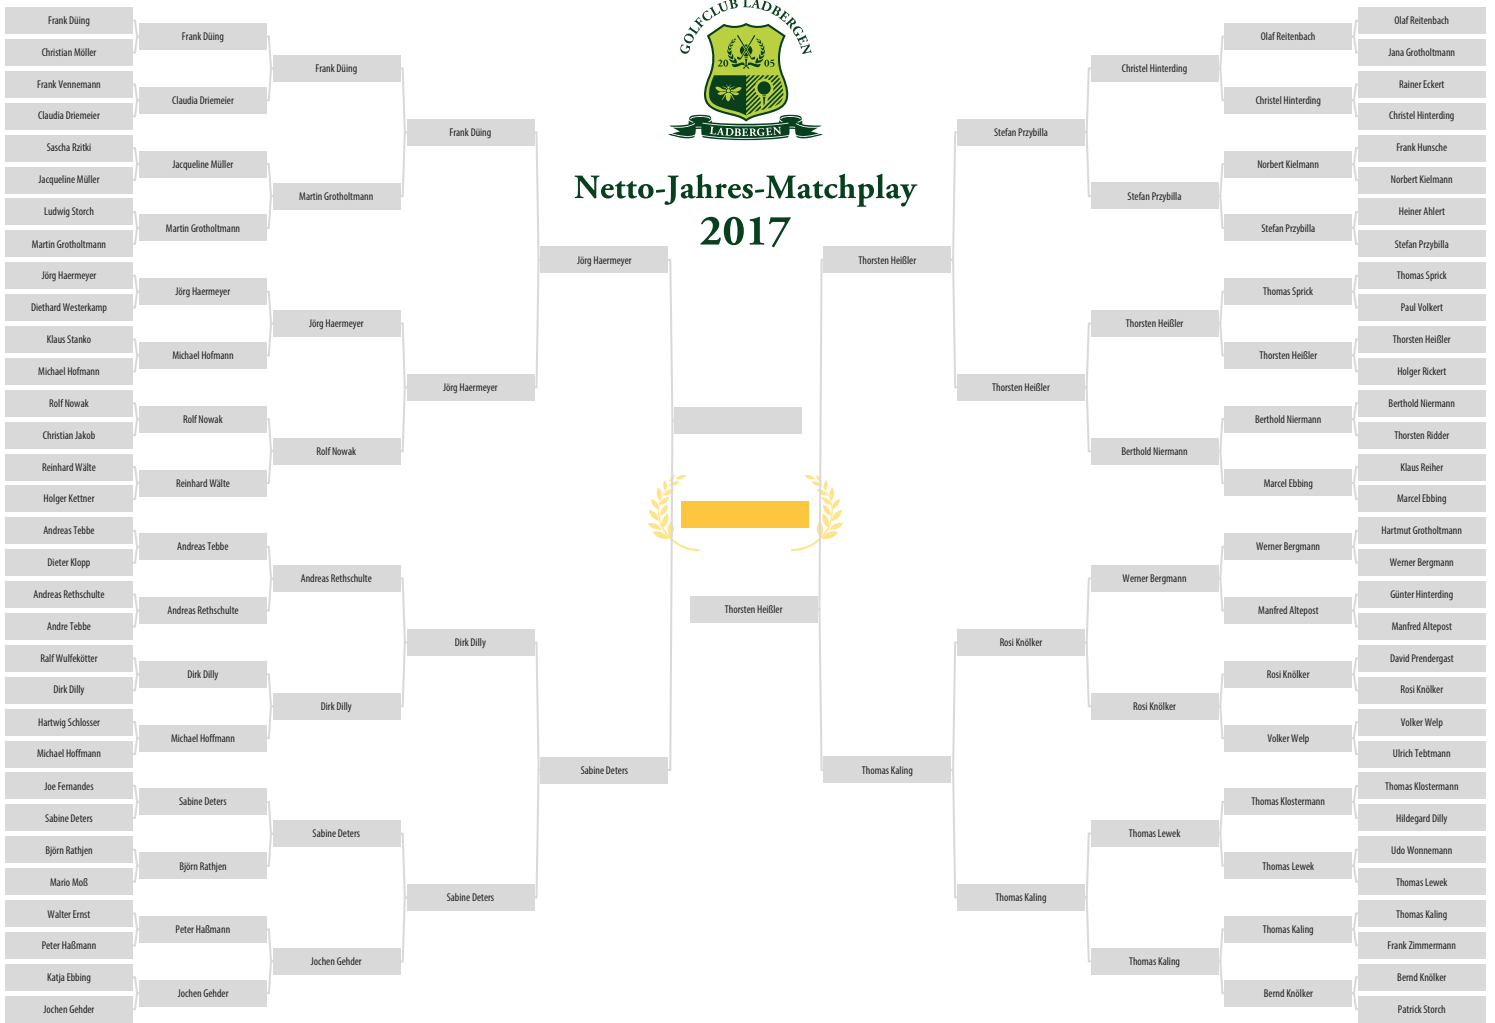 GOLFCLUB LADBERGEN
20 05
LADBERGEN
Netto-Jahres-Matchplay
2017
Frank Düing
Christian Möller
Frank Vennemann
Claudia Driemeier
Sascha Rzitki
Jacqueline Müller
Ludwig Storch
Martin Grotholtmann
Jörg Haermeyer
Diethard Westerkamp
Klaus Stanko
Michael Hofmann
Rolf Nowak
Christian Jakob
Reinhard Wälte
Holger Kettner
Andreas Tebbe
Dieter Klopp
Andreas Rethschulte
Andre Tebbe
Ralf Wulfekötter
Dirk Dilly
Hartwig Schlosser
Michael Hoffmann
Joe Fernandes
Sabine Deters
Björn Rathjen
Mario Moß
Walter Ernst
Peter Haßmann
Katja Ebbing
Jochen Gehder
Frank Düing
Claudia Driemeier
Jacqueline Müller
Martin Grotholtmann
Jörg Haermeyer
Michael Hofmann
Rolf Nowak
Reinhard Wälte
Andreas Tebbe
Andreas Rethschulte
Dirk Dilly
Michael Hoffmann
Sabine Deters
Björn Rathjen
Peter Haßmann
Jochen Gehder
Frank Düing
Martin Grotholtmann
Jörg Haermeyer
Rolf Nowak
Andreas Rethschulte
Dirk Dilly
Sabine Deters
Jochen Gehder
Frank Düing
Jörg Haermeyer
Dirk Dilly
Sabine Deters
Jörg Haermeyer
Sabine Deters
Thorsten Heißler
Thorsten Heißler
Thomas Kaling
Stefan Przybilla
Thorsten Heißler
Rosi Knölker
Thomas Kaling
Christel Hinterding
Stefan Przybilla
Thorsten Heißler
Berthold Niermann
Werner Bergmann
Rosi Knölker
Thomas Lewek
Thomas Kaling
Olaf Reitenbach
Christel Hinterding
Norbert Kielmann
Stefan Przybilla
Thomas Sprick
Thorsten Heißler
Berthold Niermann
Marcel Ebbing
Werner Bergmann
Manfred Altepost
Rosi Knölker
Volker Welp
Thomas Klostermann
Thomas Lewek
Thomas Kaling
Bernd Knölker
Olaf Reitenbach
Jana Grotholtmann
Rainer Eckert
Christel Hinterding
Frank Hunsche
Norbert Kielmann
Heiner Ahlert
Stefan Przybilla
Thomas Sprick
Paul Volkert
Thorsten Heißler
Holger Rickert
Berthold Niermann
Thorsten Ridder
Klaus Reiher
Marcel Ebbing
Hartmut Grotholtmann
Werner Bergmann
Günter Hinterding
Manfred Altepost
David Prendergast
Rosi Knölker
Volker Welp
Ulrich Tebtmann
Thomas Klostermann
Hildegard Dilly
Udo Wonnemann
Thomas Lewek
Thomas Kaling
Frank Zimmermann
Bernd Knölker
Patrick Storch